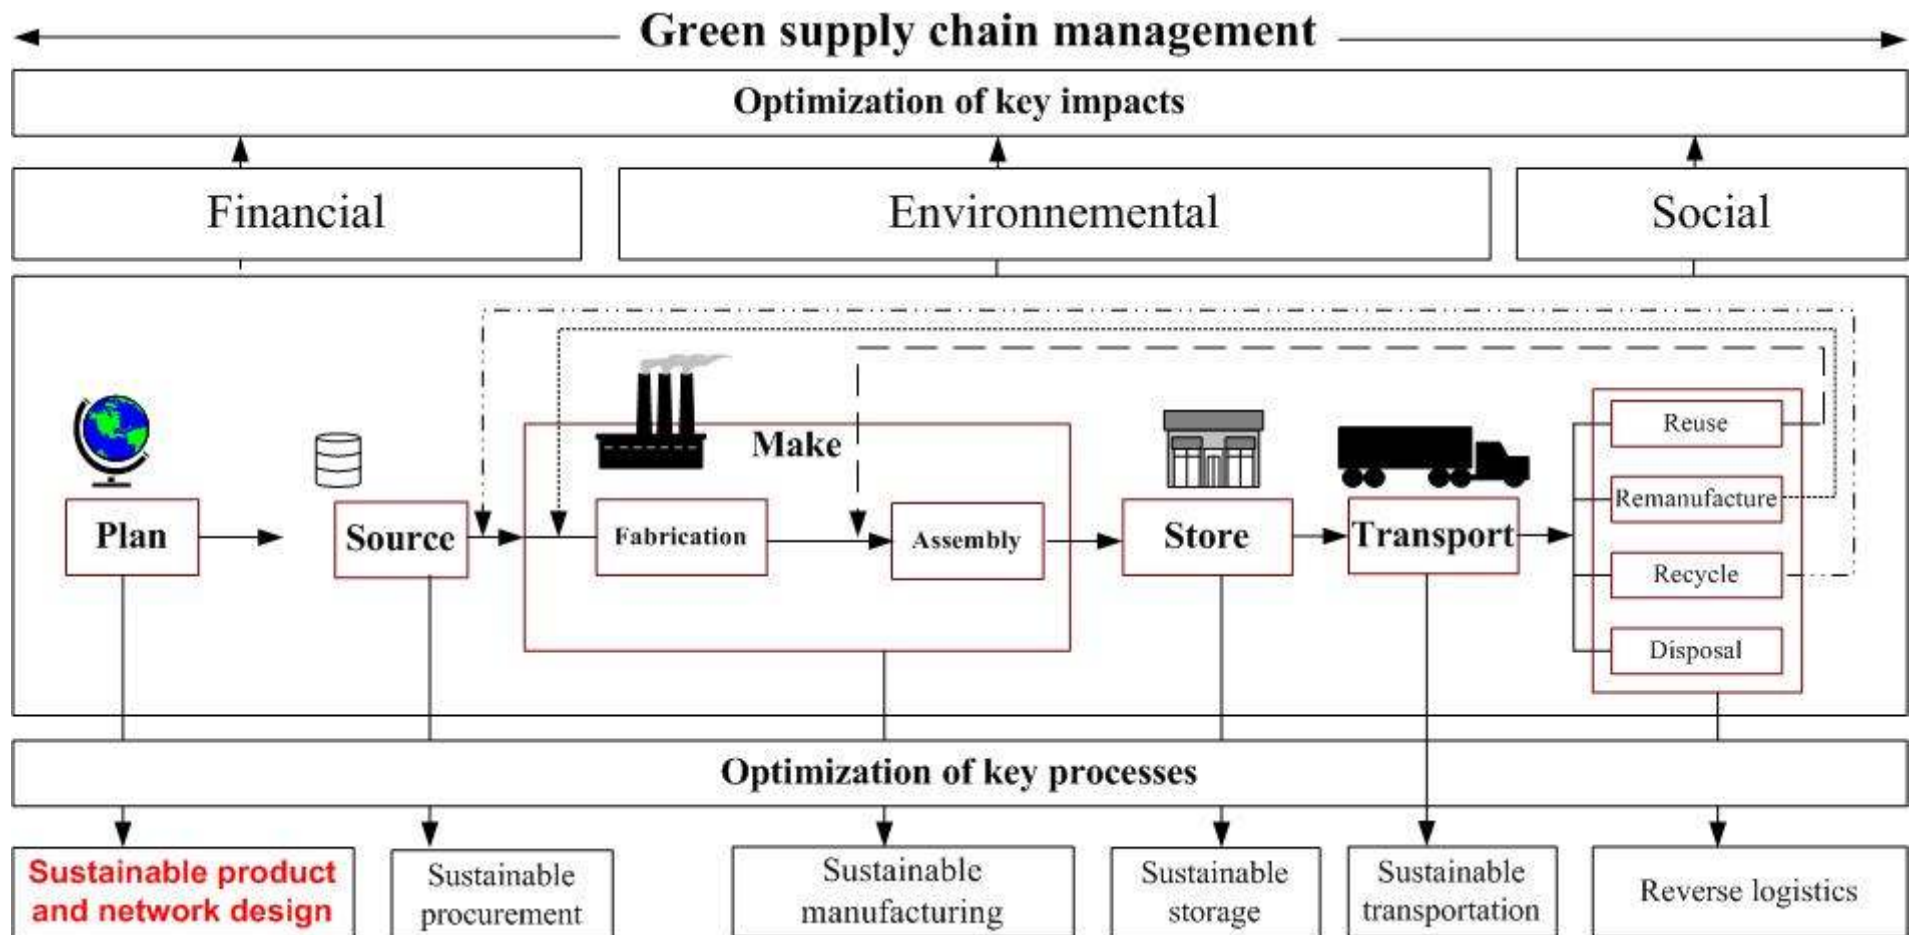 Green supply chain management
Optimization of key impacts
Financial
Environnemental
Social
Make
Plan
Source
Fabrication
Assembly
Store
Transport
Reuse
Remanufacture
Recycle
Disposal
Optimization of key processes
Sustainable product
and network design
Sustainable
procurement
Sustainable
manufacturing
Sustainable
storage
Sustainable
transportation
Reverse logistics